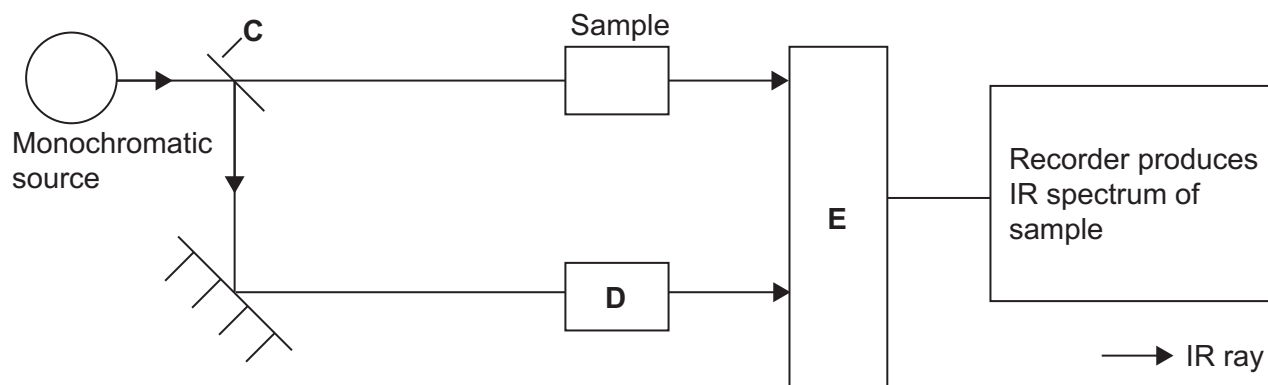 C
Sample
Monochromatic
source
Recorder produces
IR spectrum of
sample
E
D
IR ray